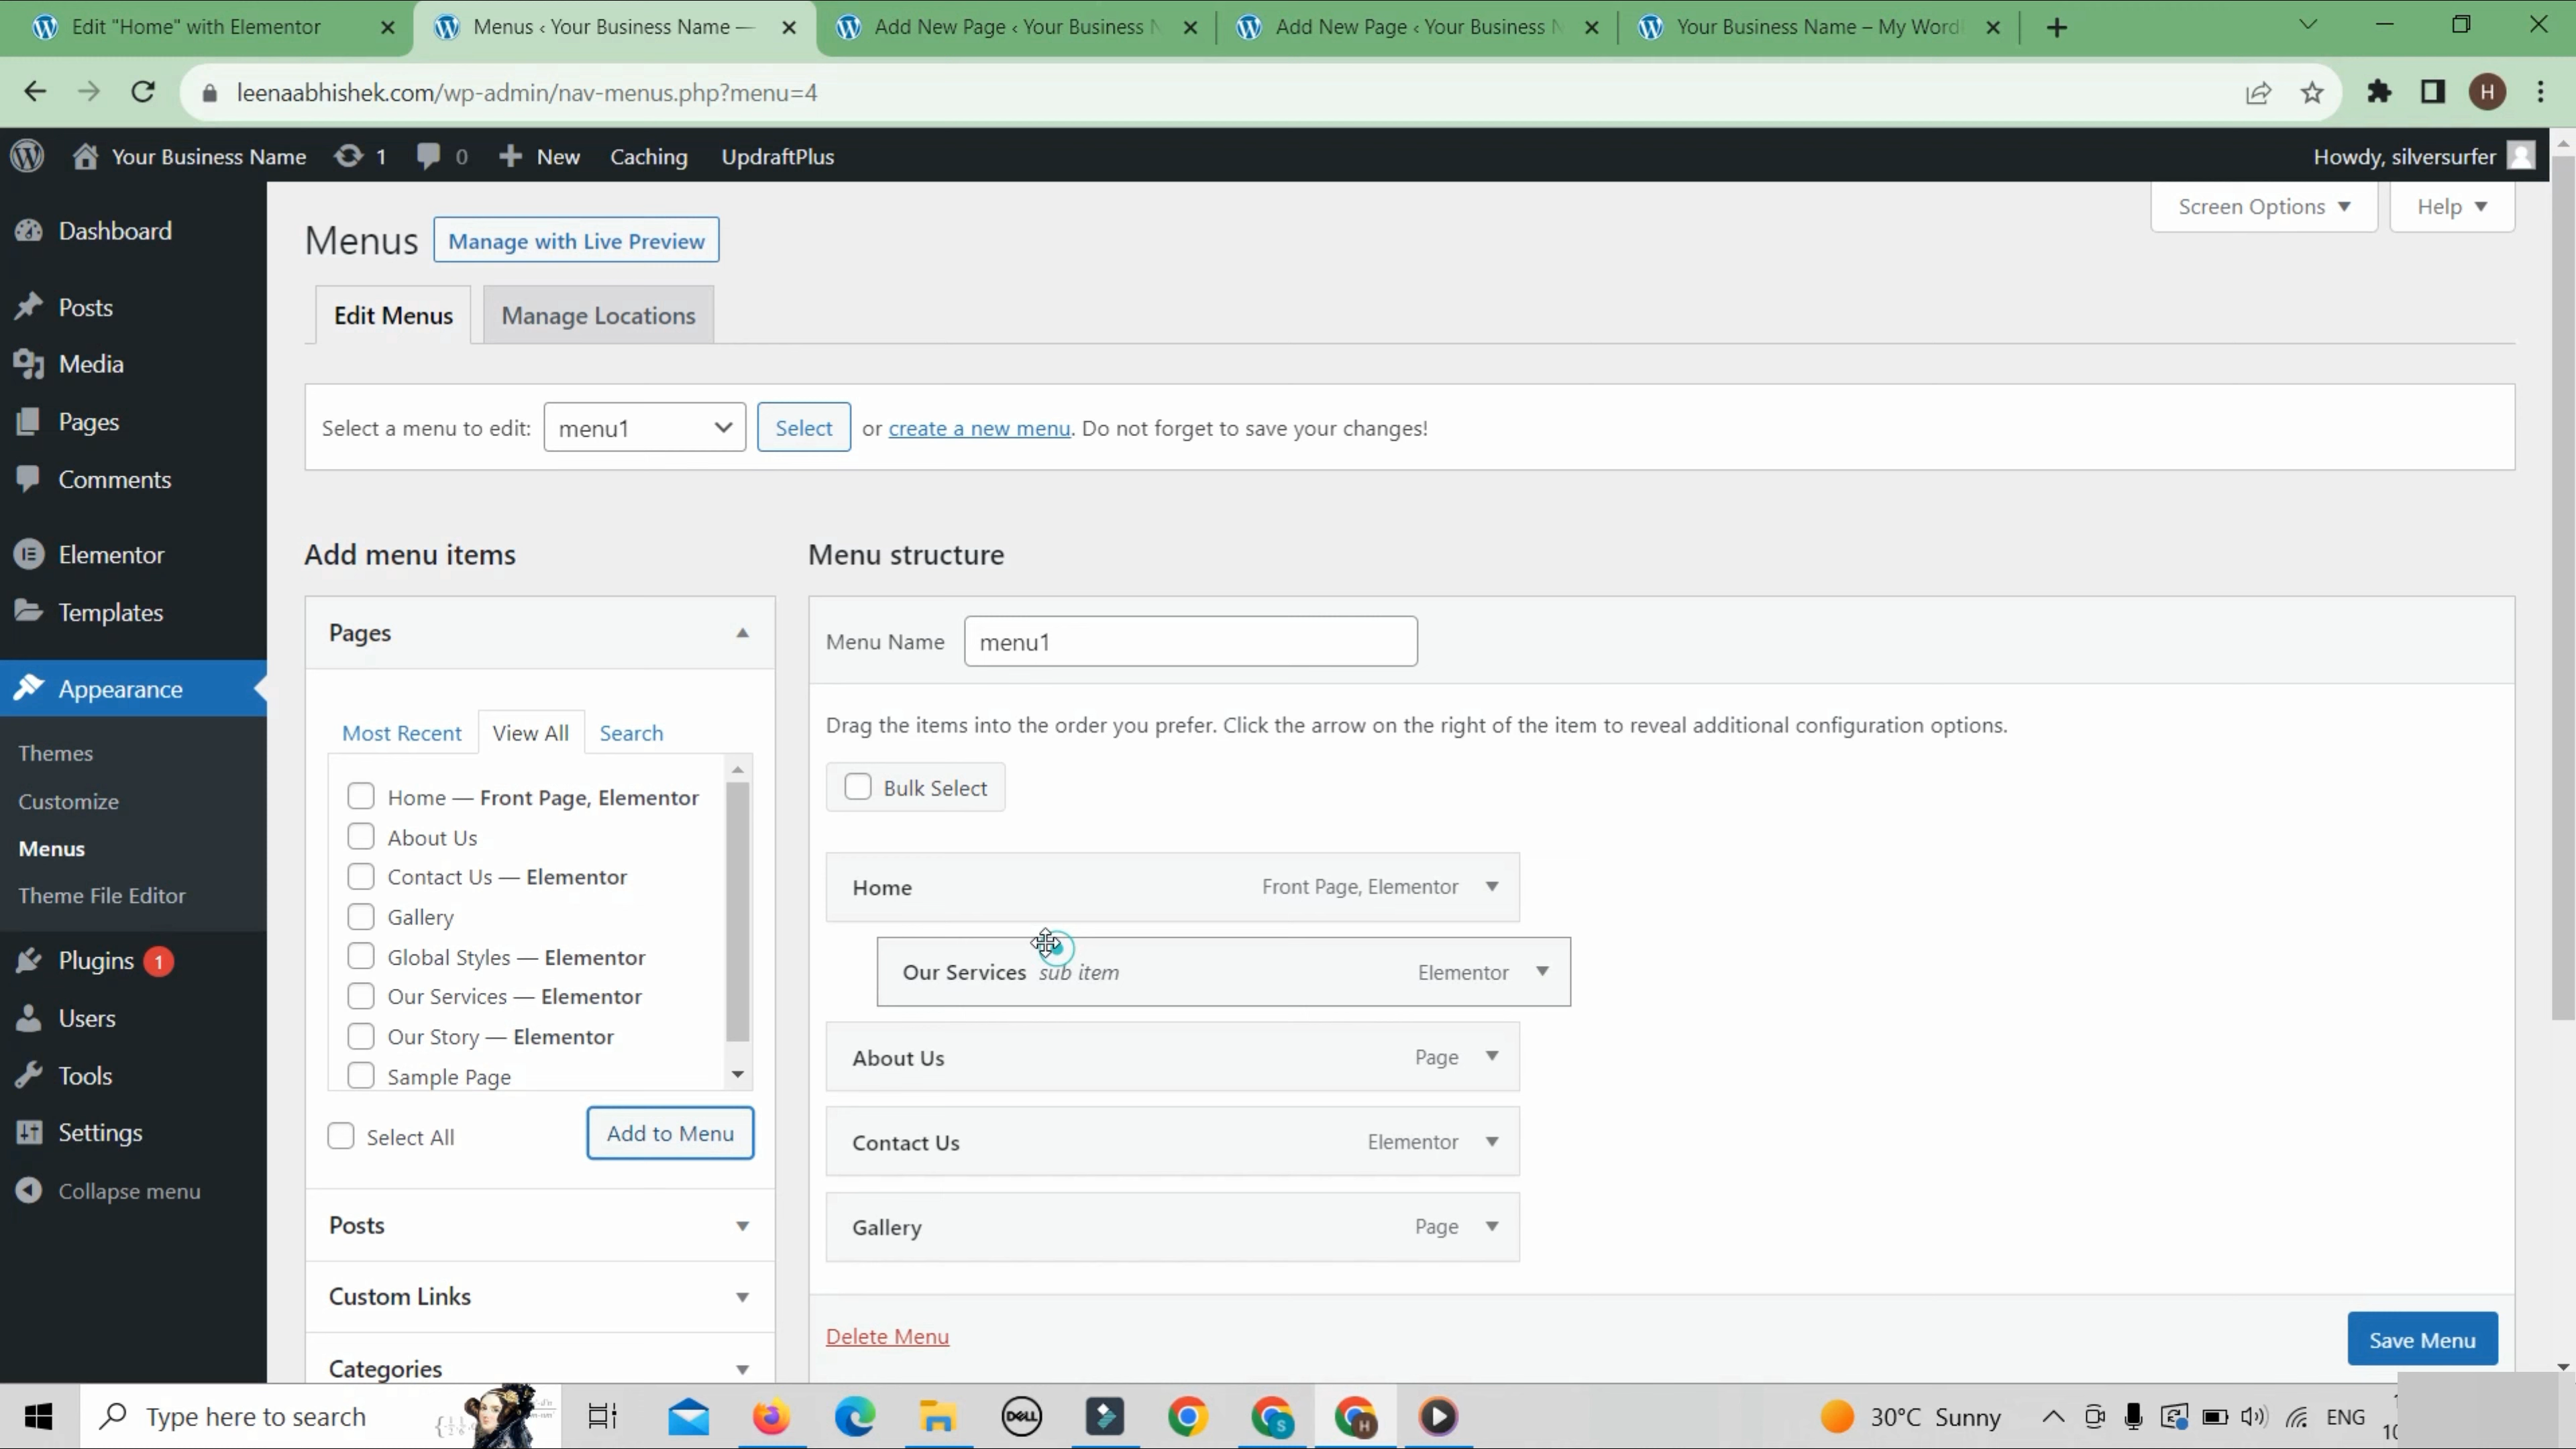 Edit "Home" with Elementor
Menus ‹ Your Business Name —
Add New Page ‹ Your Business N
Add New Page ‹ Your Business N
Your Business Name – My Word
leenaabhishek.com/wp-admin/nav-menus.php?menu=4
H
Your Business Name
1
0
New
Caching
UpdraftPlus
Howdy, silversurfer
Dashboard
Posts
Media
Pages
Comments
Elementor
Templates
Appearance
Themes
Customize
Menus
Theme File Editor
Plugins 1
Users
Tools
Settings
Collapse menu
Screen Options
Help
Menus
Manage with Live Preview
Edit Menus
Manage Locations
Select a menu to edit: menu1 Select or create a new menu. Do not forget to save your changes!
Add menu items
Pages
Most Recent
View All
Search
Home — Front Page, Elementor
About Us
Contact Us — Elementor
Gallery
Global Styles — Elementor
Our Services — Elementor
Our Story — Elementor
Sample Page
Select All
Add to Menu
Posts
Custom Links
Categories
Menu structure
Menu Name menu1
Drag the items into the order you prefer. Click the arrow on the right of the item to reveal additional configuration options.
Bulk Select
Home Front Page, Elementor
Our Services sub item Elementor
About Us Page
Contact Us Elementor
Gallery Page
Delete Menu
Save Menu
Type here to search
DELL
S
H
30°C Sunny
ENG